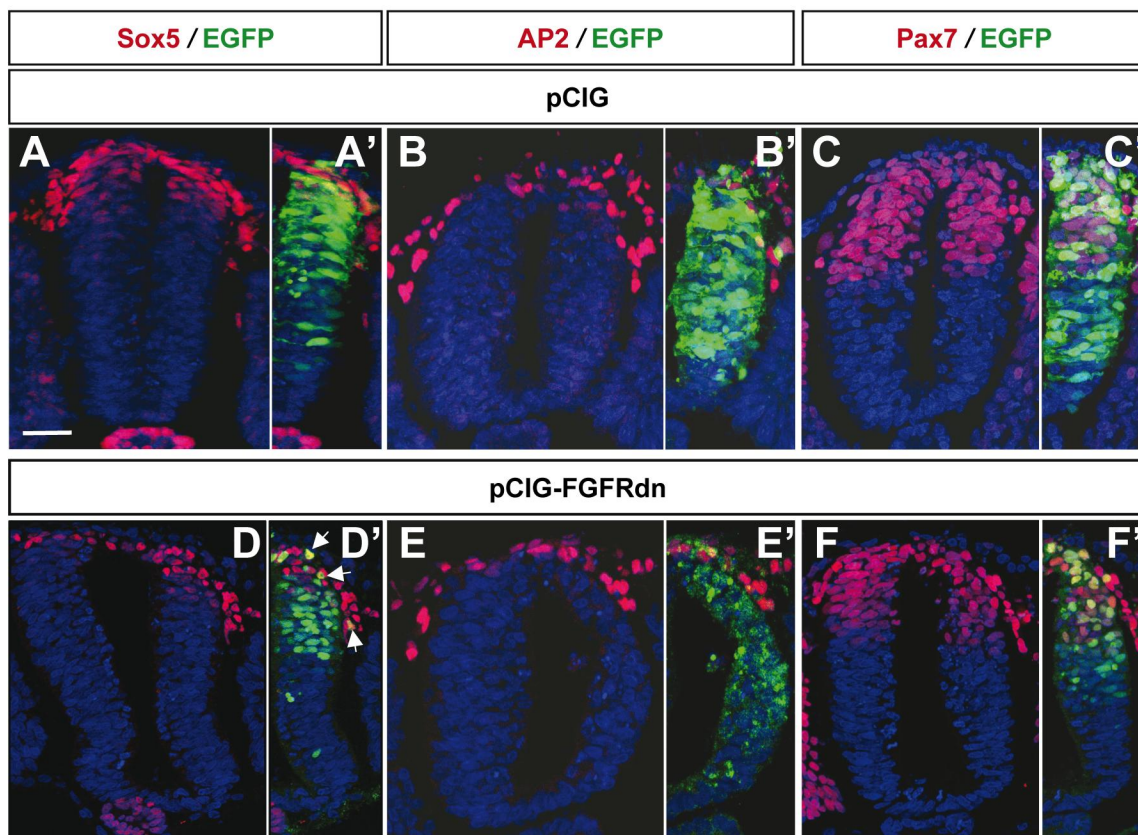 Sox5 / EGFP
AP2 / EGFP
Pax7 / EGFP
pCIG
A
A'
B
B'
C
C'
pCIG-FGFRdn
D
D'
E
E'
F
F'